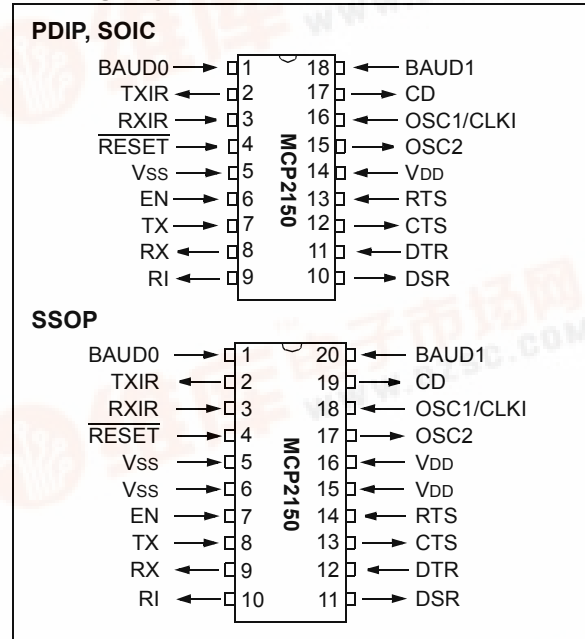 PDIP, SOIC
BAUD0 1 18 BAUD1
TXIR 2 17 CD
RXIR 3 16 OSC1/CLKI
RESET 4 15 OSC2
VSS 5 14 VDD
EN 6 13 RTS
TX 7 12 CTS
RX 8 11 DTR
RI 9 10 DSR
MCP2150
SSOP
BAUD0 1 20 BAUD1
TXIR 2 19 CD
RXIR 3 18 OSC1/CLKI
RESET 4 17 OSC2
VSS 5 16 VDD
VSS 6 15 VDD
EN 7 14 RTS
TX 8 13 CTS
RX 9 12 DTR
RI 10 11 DSR
MCP2150